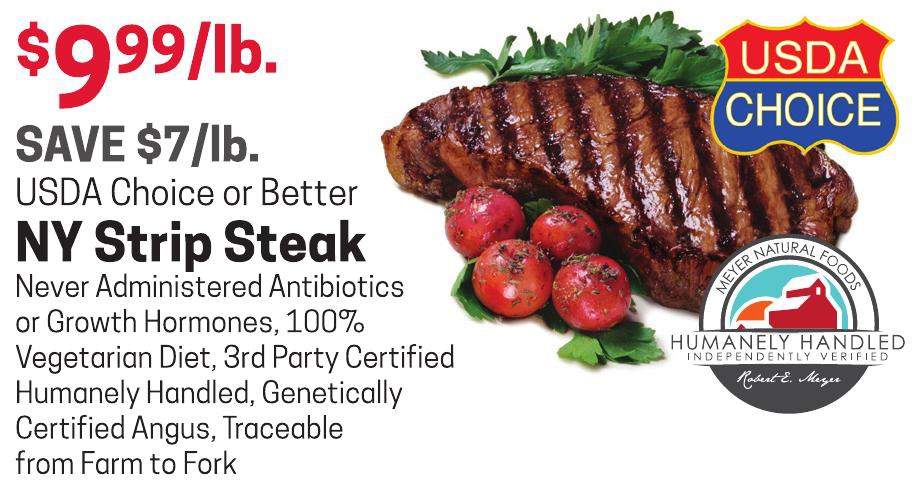 $9.99/lb.
SAVE $7/lb.
USDA Choice or Better
NY Strip Steak
Never Administered Antibiotics
or Growth Hormones, 100%
Vegetarian Diet, 3rd Party Certified
Humanely Handled, Genetically
Certified Angus, Traceable
from Farm to Fork
USDA
CHOICE
MEYER NATURAL FOODS
HUMANELY HANDLED
INDEPENDENTLY VERIFIED
Robert E. Meyer